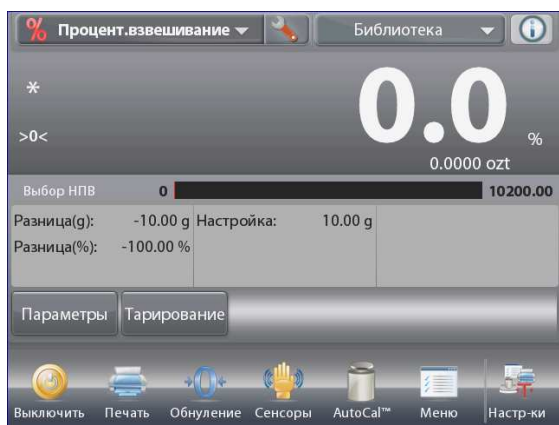 % Процент.взвешивание Библиотека
*
0.0 %
>0<
0.0000 ozt
Выбор НПВ 0 10200.00
Разница(g): -10.00 g Настройка: 10.00 g
Разница(%): -100.00 %
Параметры Тарирование
Выключить Печать Обнуление Сенсоры AutoCal™ Меню Настр-ки